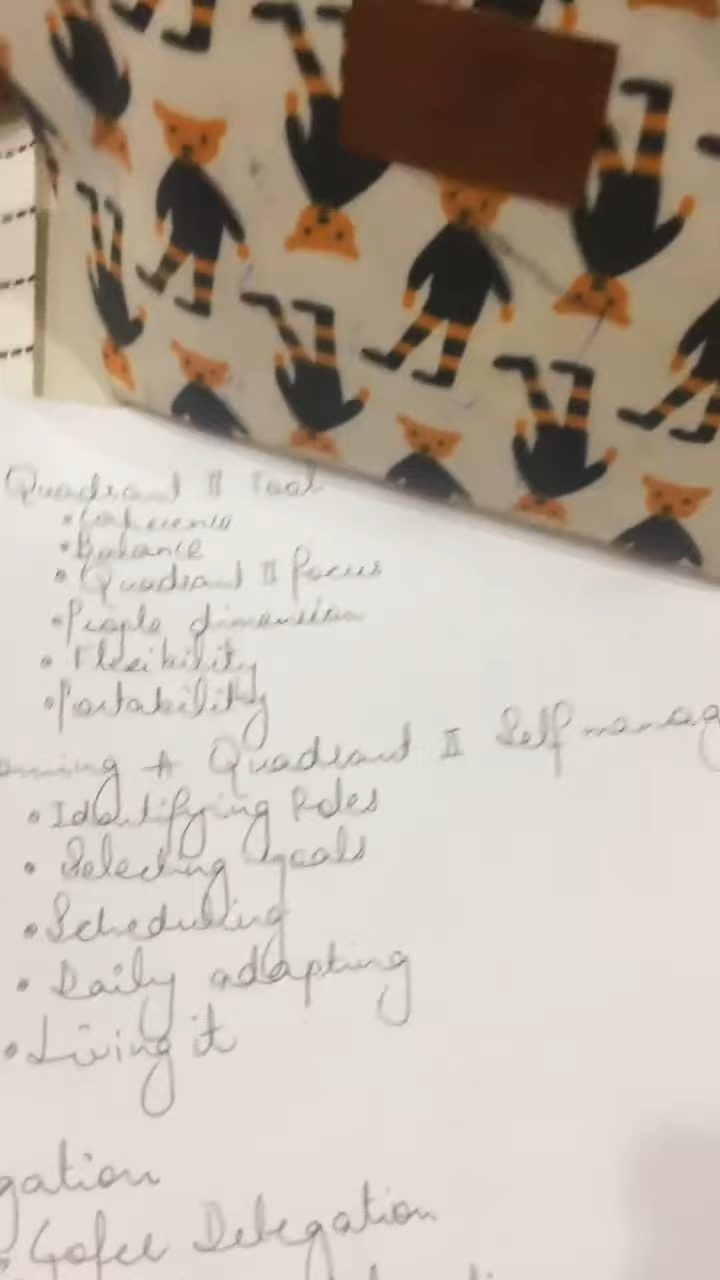 Quadrant II Tool
• Coherence
• Balance
• Quadrant II focus
• People dimension
• Flexibility
• Portability
A Quadrant II Self manag
• Identifying Roles
• Selecting goals
• Scheduling
• Daily adapting
• Living it
gation
• Gofer Delegation